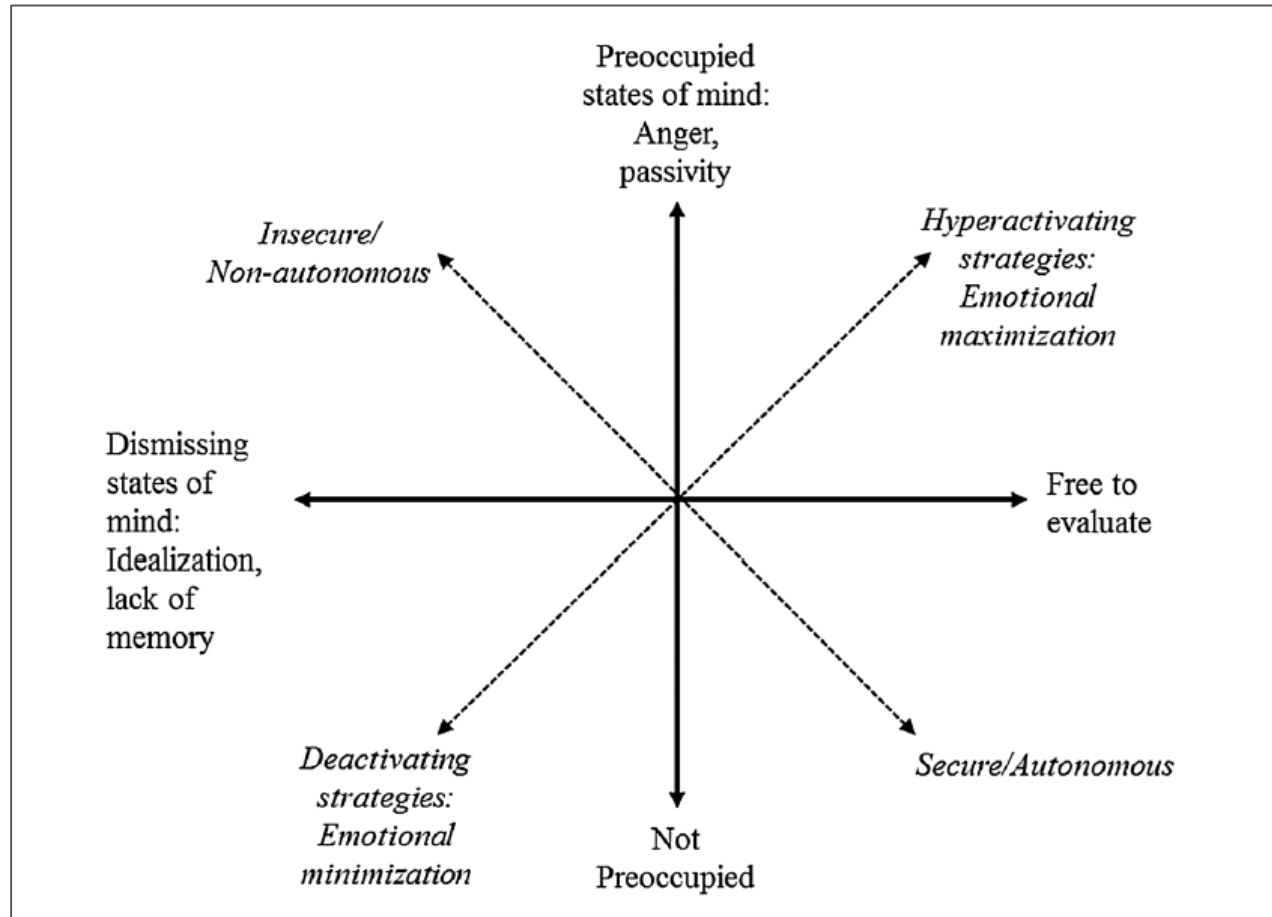 Preoccupied
states of mind:
Anger,
passivity
Insecure/
Non-autonomous
Hyperactivating
strategies:
Emotional
maximization
Dismissing
states of
mind:
Idealization,
lack of
memory
Free to
evaluate
Deactivating
strategies:
Emotional
minimization
Not
Preoccupied
Secure/Autonomous